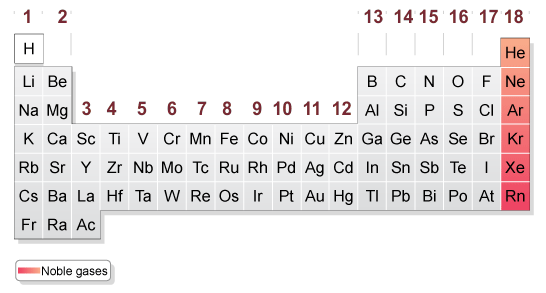 1 2 13 14 15 16 17 18
H He
Li Be B C N O F Ne
Na Mg 3 4 5 6 7 8 9 10 11 12 Al Si P S Cl Ar
K Ca Sc Ti V Cr Mn Fe Co Ni Cu Zn Ga Ge As Se Br Kr
Rb Sr Y Zr Nb Mo Tc Ru Rh Pd Ag Cd In Sn Sb Te I Xe
Cs Ba La Hf Ta W Re Os Ir Pt Au Hg Tl Pb Bi Po At Rn
Fr Ra Ac
Noble gases